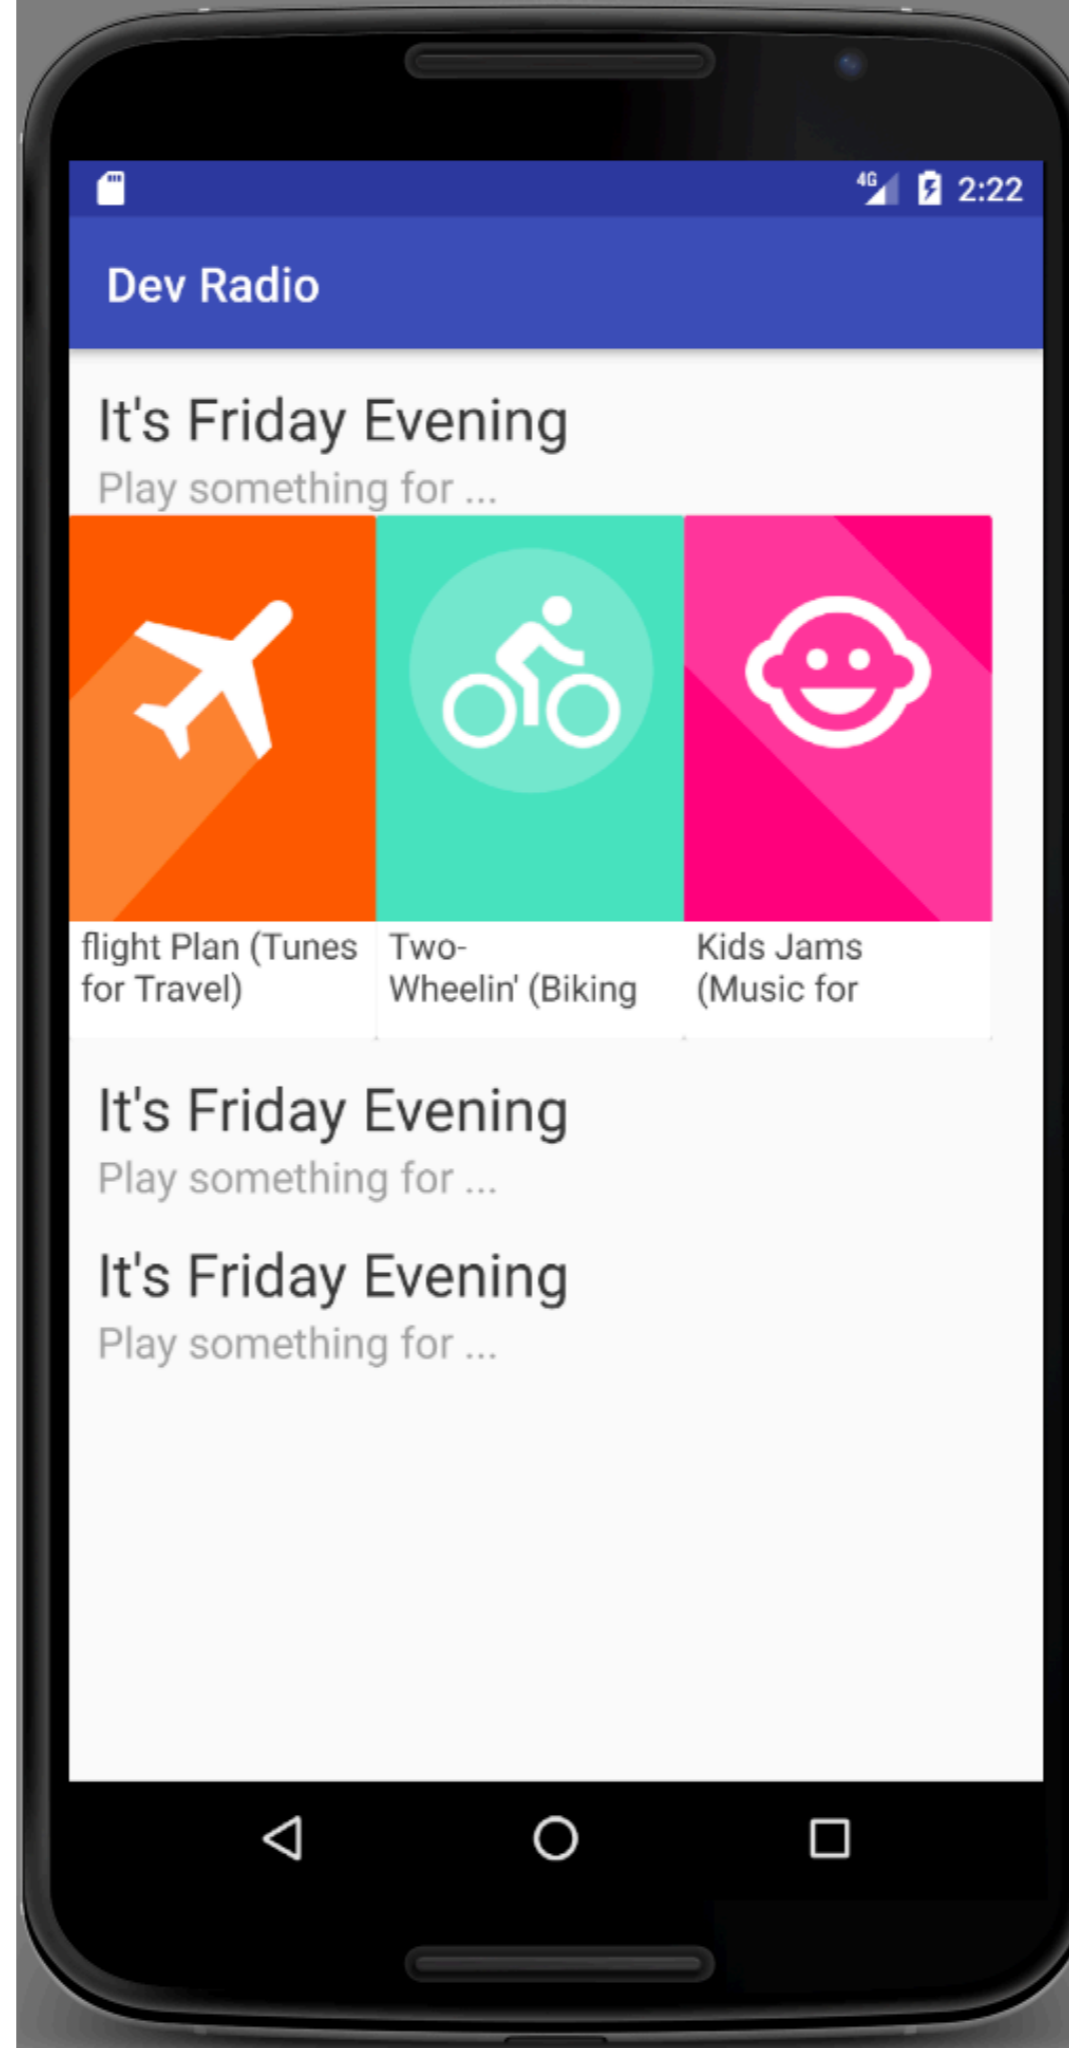 4G 2:22
Dev Radio
It's Friday Evening
Play something for ...
flight Plan (Tunes
for Travel)
Two-
Wheelin' (Biking
Kids Jams
(Music for
It's Friday Evening
Play something for ...
It's Friday Evening
Play something for ...